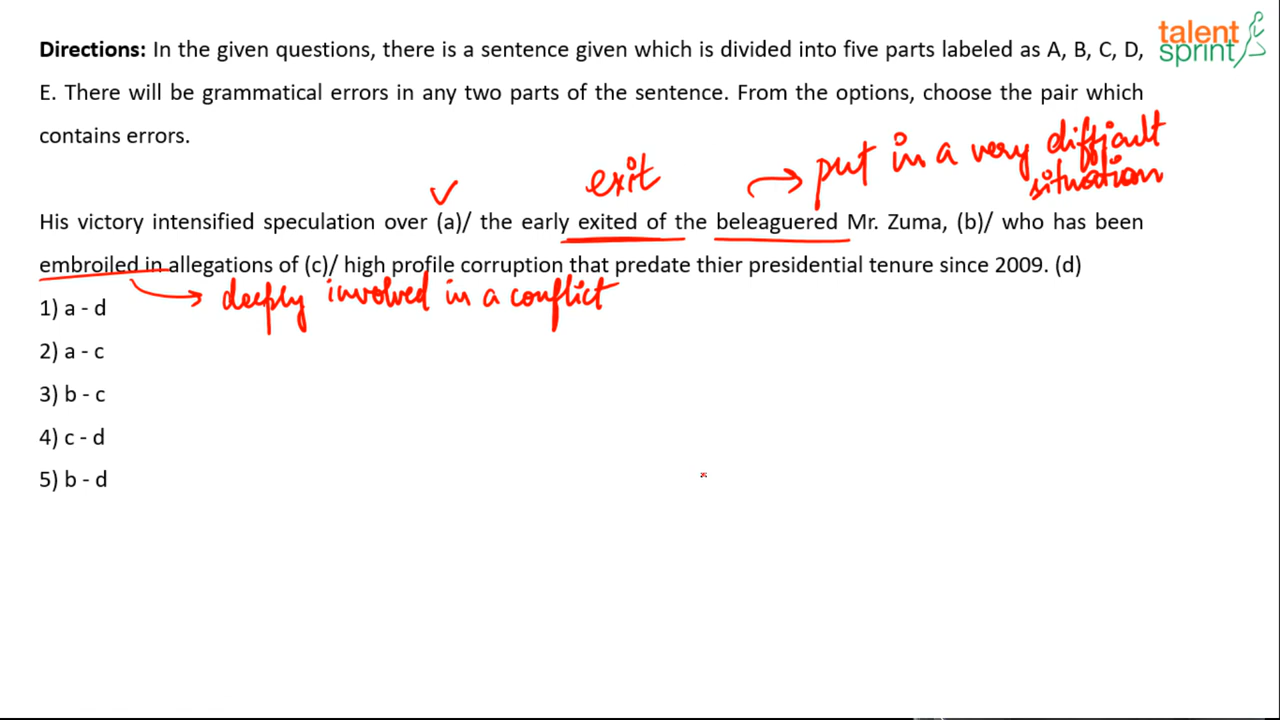 talent
sprint
Directions: In the given questions, there is a sentence given which is divided into five parts labeled as A, B, C, D,
E. There will be grammatical errors in any two parts of the sentence. From the options, choose the pair which
contains errors.
exit
put in a very difficult
situation
His victory intensified speculation over (a)/ the early exited of the beleaguered Mr. Zuma, (b)/ who has been
embroiled in allegations of (c)/ high profile corruption that predate thier presidential tenure since 2009. (d)
deeply involved in a conflict
1) a - d
2) a - c
3) b - c
4) c - d
5) b - d